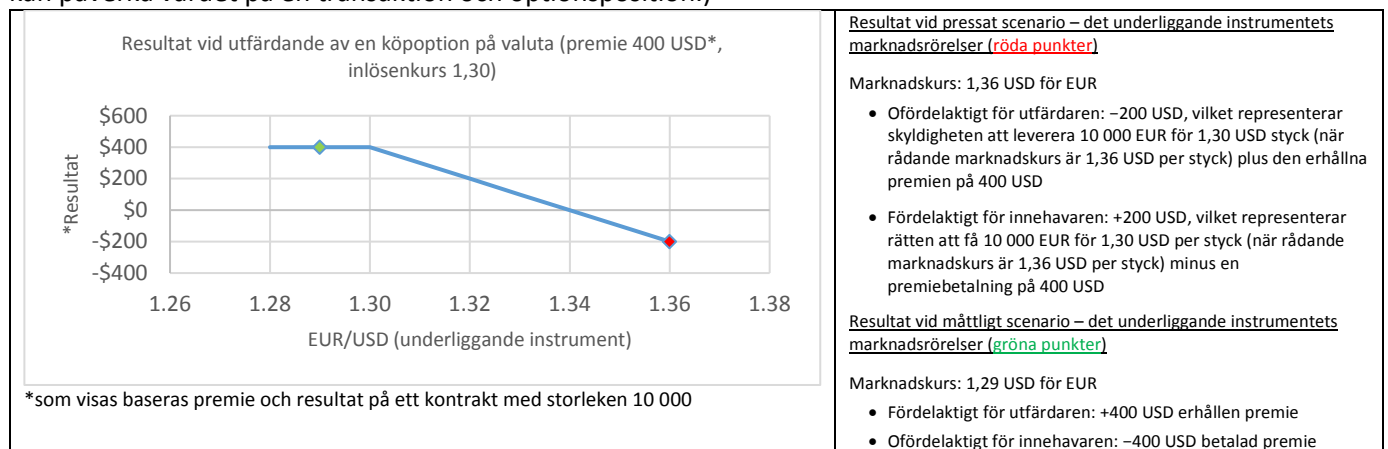 kan påverka värdet på en transaktion och optionsposition.)
Resultat vid utfärdande av en köpoption på valuta (premie 400 USD*,
inlösenkurs 1,30)
*Resultat
$600
$400
$200
$0
-$200
-$400
1.26 1.28 1.30 1.32 1.34 1.36 1.38
EUR/USD (underliggande instrument)
*som visas baseras premie och resultat på ett kontrakt med storleken 10 000
Resultat vid pressat scenario – det underliggande instrumentets
marknadsrörelser (röda punkter)
Marknadskurs: 1,36 USD för EUR
• Ofördelaktigt för utfärdaren: −200 USD, vilket representerar
skyldigheten att leverera 10 000 EUR för 1,30 USD styck (när
rådande marknadskurs är 1,36 USD per styck) plus den erhållna
premien på 400 USD
• Fördelaktigt för innehavaren: +200 USD, vilket representerar
rätten att få 10 000 EUR för 1,30 USD per styck (när rådande
marknadskurs är 1,36 USD per styck) minus en
premiebetalning på 400 USD
Resultat vid måttligt scenario – det underliggande instrumentets
marknadsrörelser (gröna punkter)
Marknadskurs: 1,29 USD för EUR
• Fördelaktigt för utfärdaren: +400 USD erhållen premie
• Ofördelaktigt för innehavaren: −400 USD betalad premie